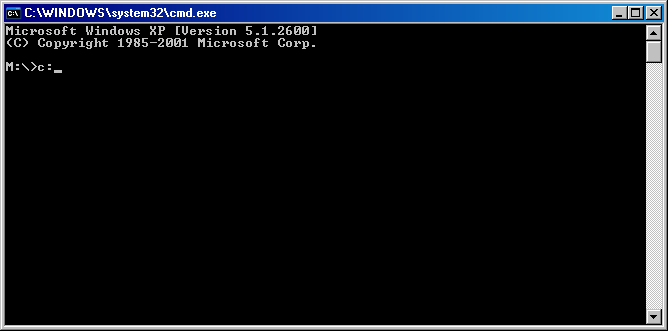 C:\WINDOWS\system32\cmd.exe
Microsoft Windows XP [Version 5.1.2600]
(C) Copyright 1985-2001 Microsoft Corp.
M:\>c:_